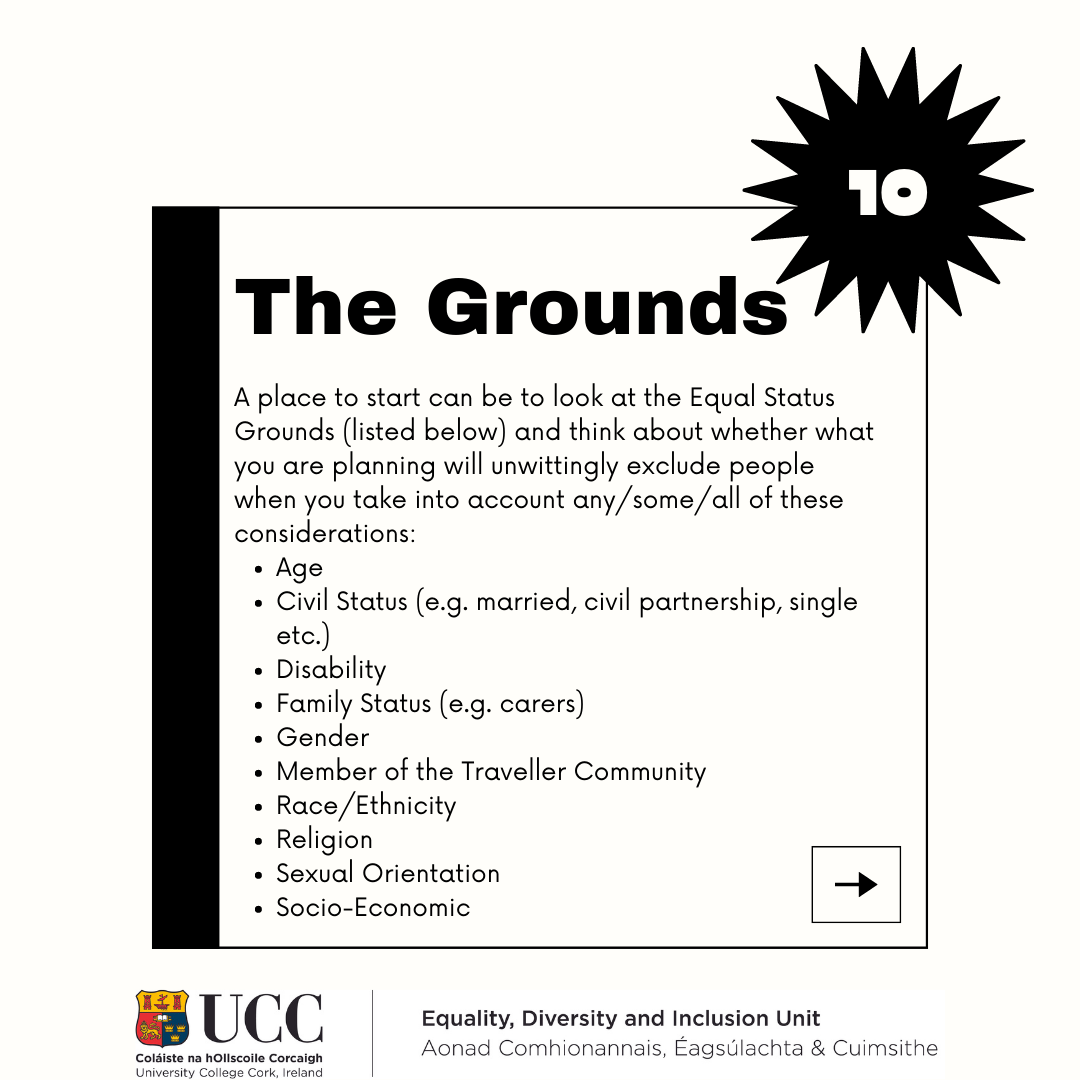 10
The Grounds
A place to start can be to look at the Equal Status
Grounds (listed below) and think about whether what
you are planning will unwittingly exclude people
when you take into account any/some/all of these
considerations:
• Age
• Civil Status (e.g. married, civil partnership, single
etc.)
• Disability
• Family Status (e.g. carers)
• Gender
• Member of the Traveller Community
• Race/Ethnicity
• Religion
• Sexual Orientation
• Socio-Economic
UCC
Coláiste na hOllscoile Corcaigh
University College Cork, Ireland
Equality, Diversity and Inclusion Unit
Aonad Comhionannais, Éagsúlachta & Cuimsithe